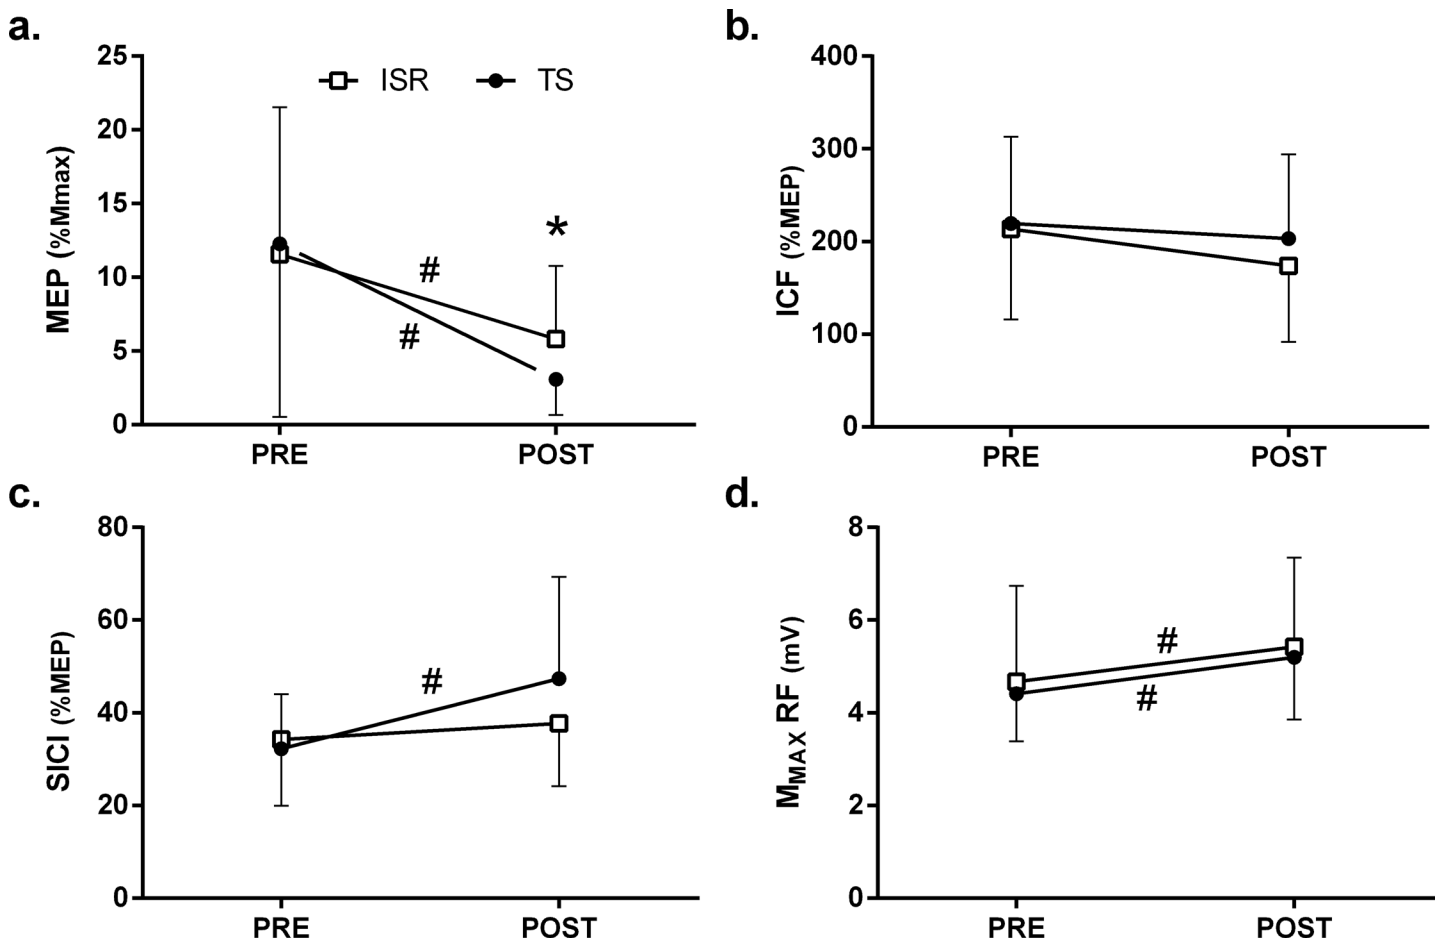 a.
MEP (%Mmax)
25
20
15
10
5
0
ISR TS
*
#
#
PRE POST
b.
ICF (%MEP)
400
300
200
100
0
PRE POST
c.
SICI (%MEP)
80
60
40
20
0
#
PRE POST
d.
MMAX RF (mV)
8
6
4
2
0
#
#
PRE POST